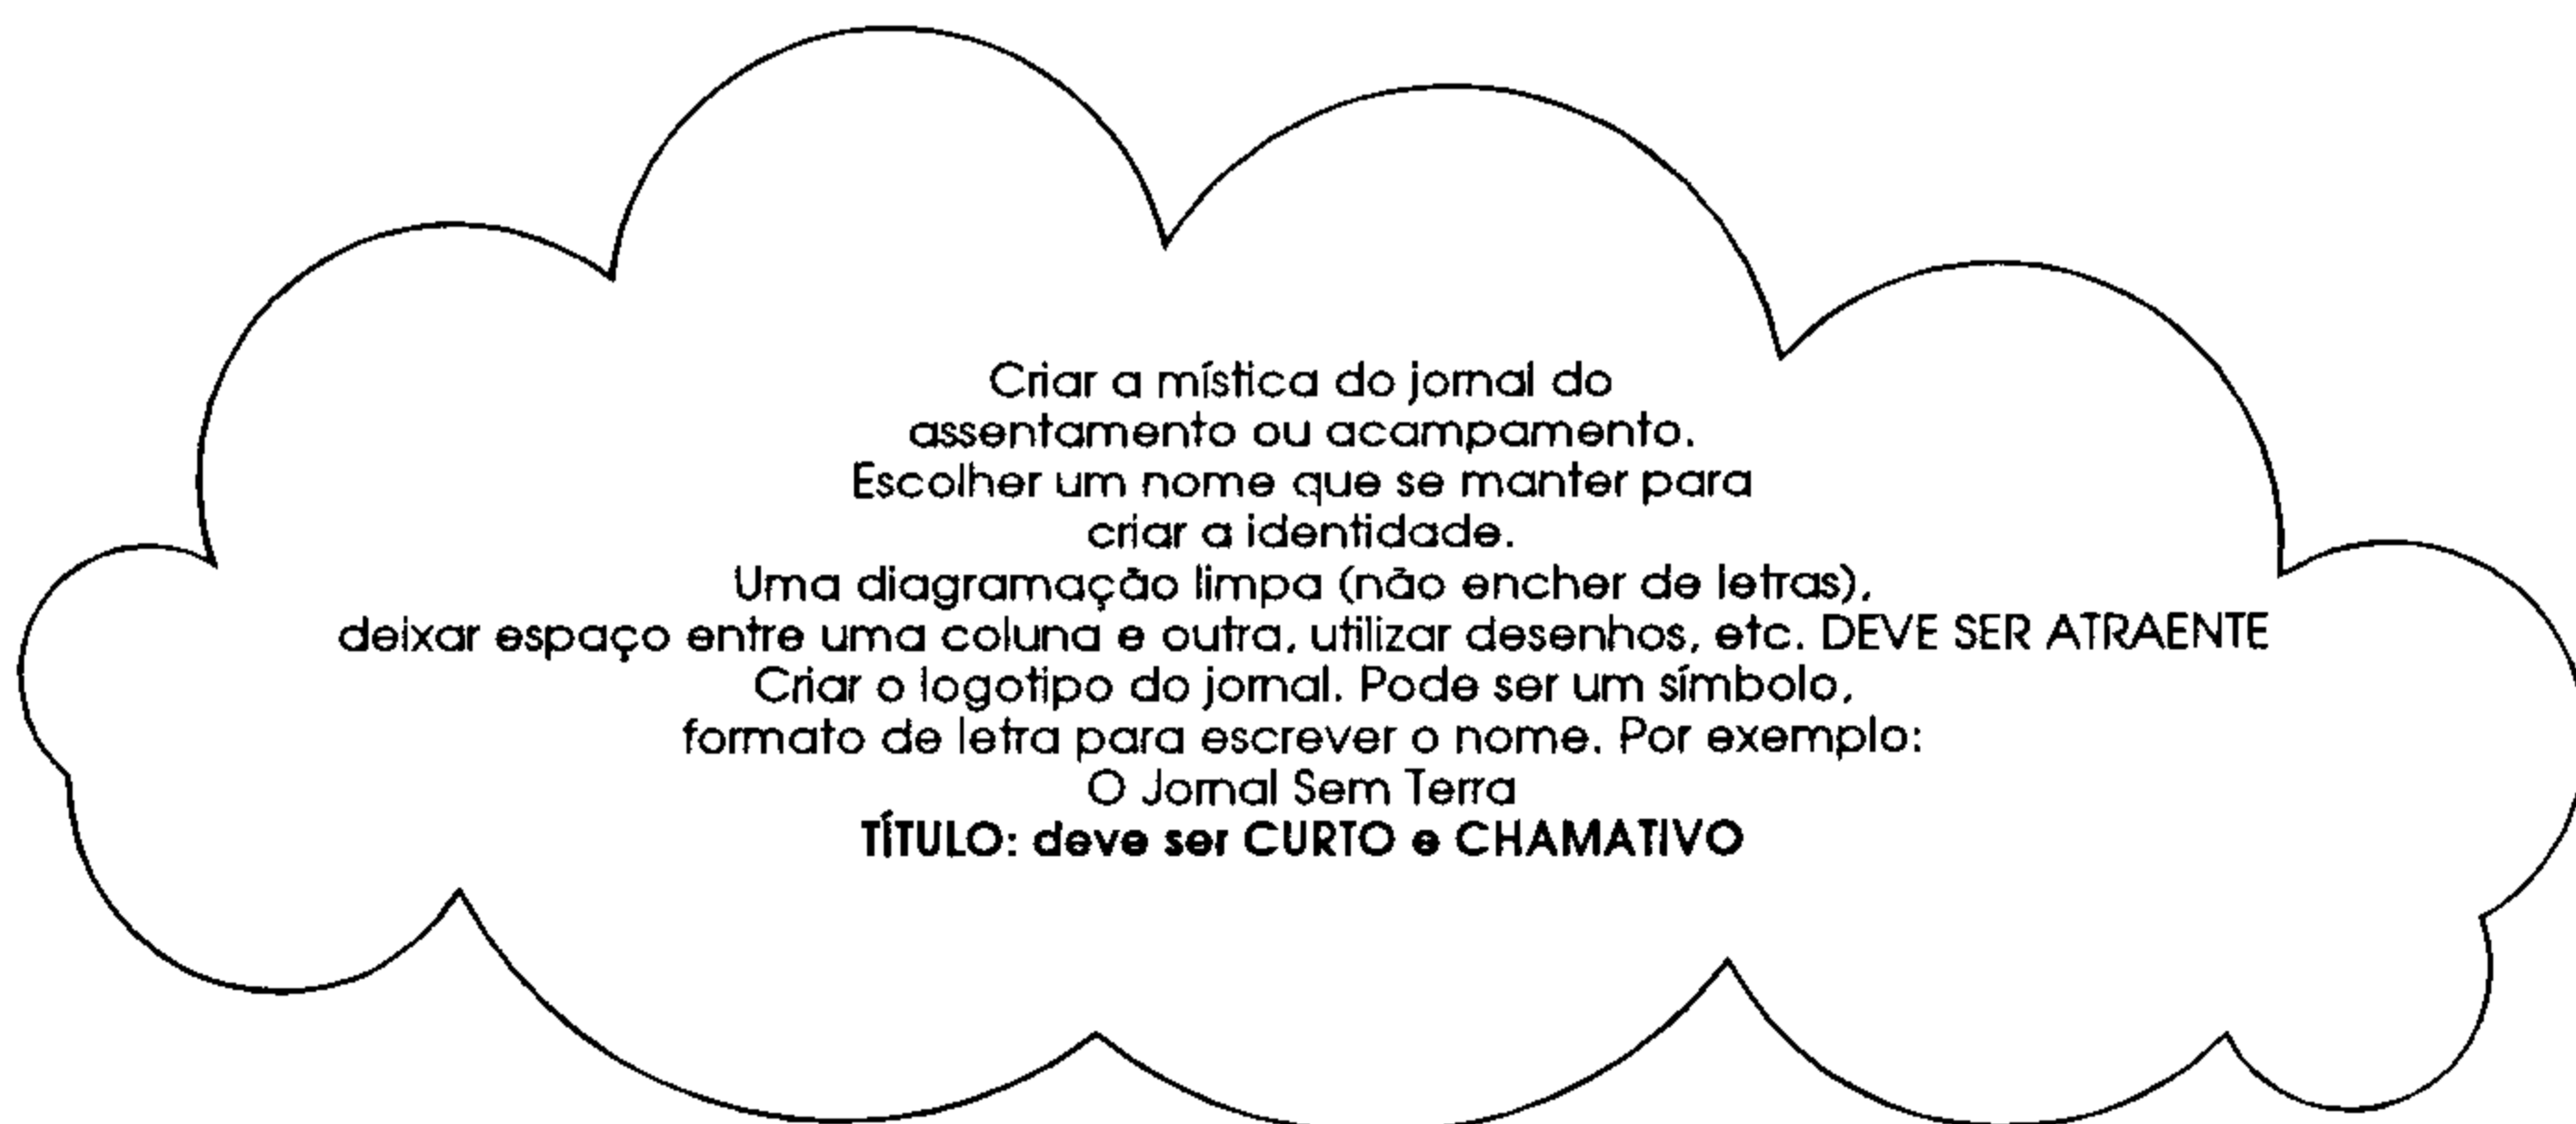 Criar a mística do jornal do
assentamento ou acampamento.
Escolher um nome que se manter para
criar a identidade.
Uma diagramação limpa (não encher de letras),
deixar espaço entre uma coluna e outra, utilizar desenhos, etc. DEVE SER ATRAENTE
Criar o logotipo do jornal. Pode ser um símbolo,
formato de letra para escrever o nome. Por exemplo:
O Jornal Sem Terra
TÍTULO: deve ser CURTO e CHAMATIVO